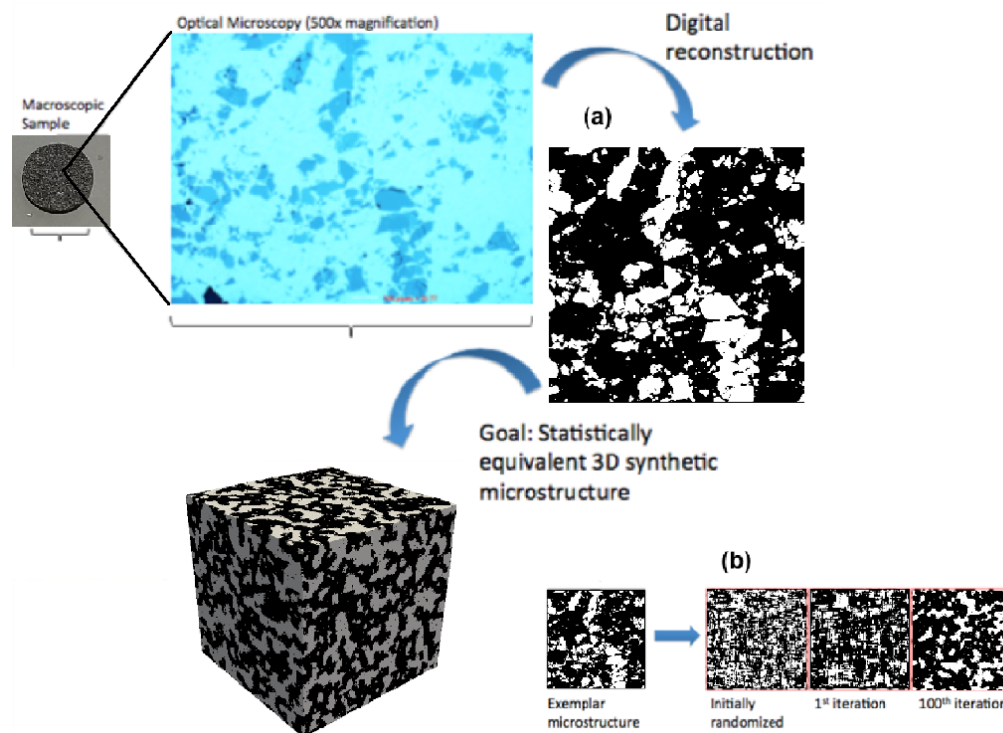 Optical Microscopy (500x magnification)
Digital
reconstruction
Macroscopic
Sample
(a)
Goal: Statistically
equivalent 3D synthetic
microstructure
(b)
Exemplar
microstructure
Initially
randomized
1st iteration
100th iteration